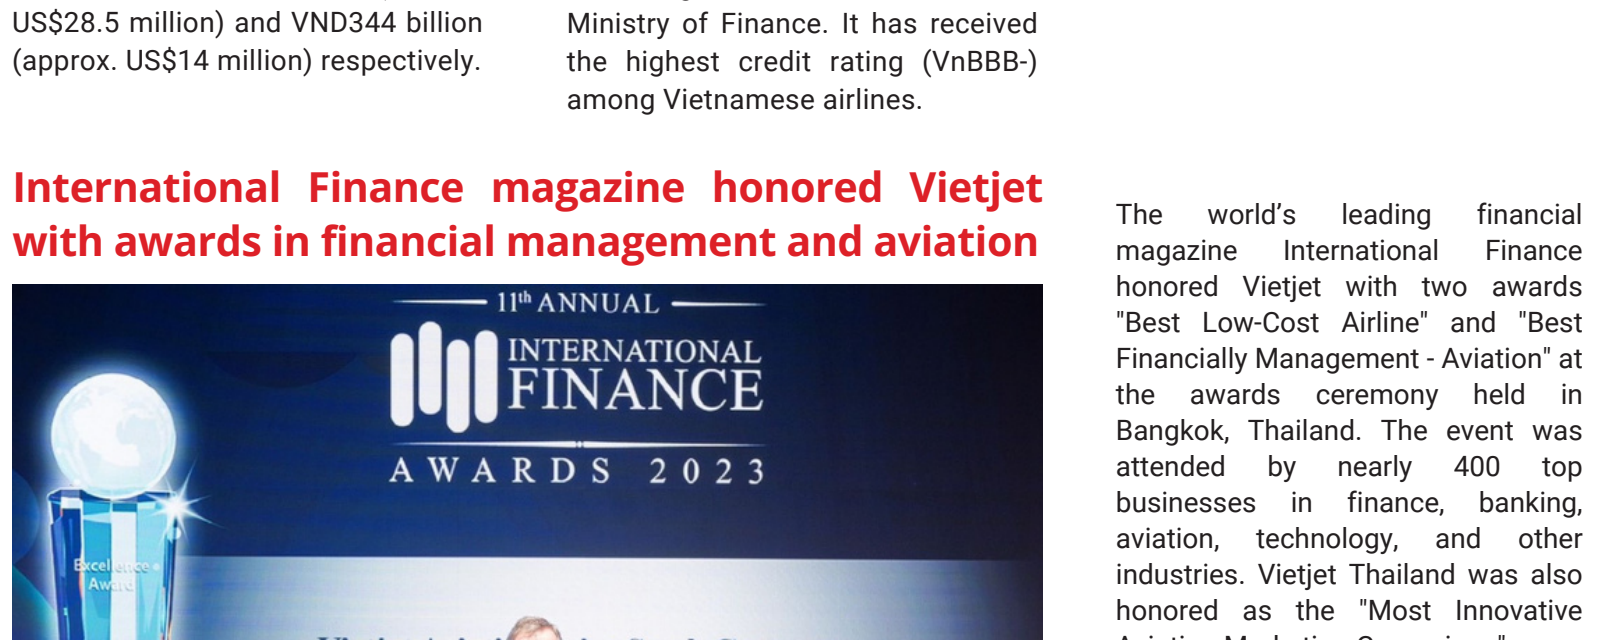 US$28.5 million) and VND344 billion
(approx. US$14 million) respectively.
Ministry of Finance. It has received
the highest credit rating (VnBBB-)
among Vietnamese airlines.
International Finance magazine honored Vietjet
with awards in financial management and aviation
11th ANNUAL
INTERNATIONAL
FINANCE
AWARDS 2023
Excellence
Award
The world’s leading financial
magazine International Finance
honored Vietjet with two awards
"Best Low-Cost Airline" and "Best
Financially Management - Aviation" at
the awards ceremony held in
Bangkok, Thailand. The event was
attended by nearly 400 top
businesses in finance, banking,
aviation, technology, and other
industries. Vietjet Thailand was also
honored as the "Most Innovative